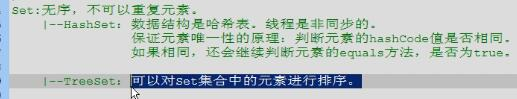 Set:无序，不可以重复元素。
|--HashSet: 数据结构是哈希表。线程是非同步的。
保证元素唯一性的原理: 判断元素的hashCode值是否相同。
如果相同，还会继续判断元素的equals方法，是否为true。
|--TreeSet: 可以对Set集合中的元素进行排序。